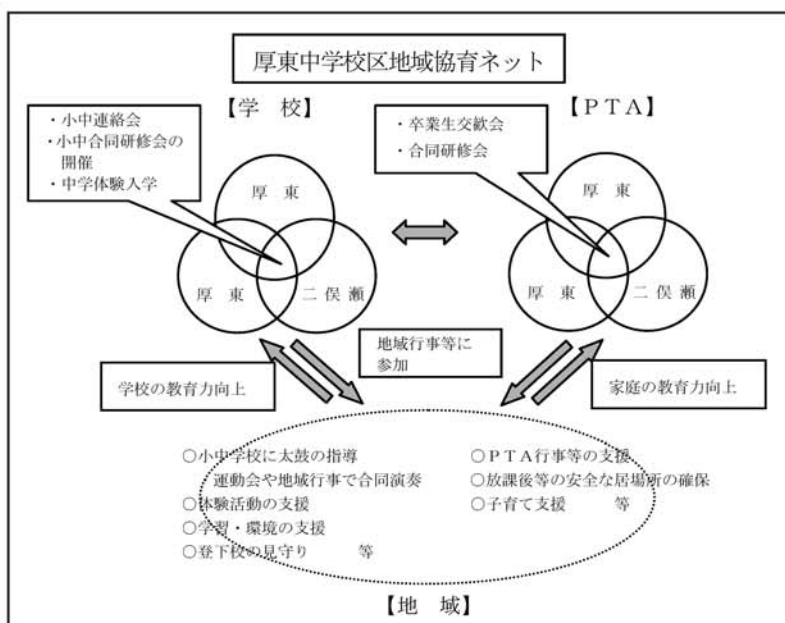 厚東中学校区地域協育ネット
【学　校】
【ＰＴＡ】
・小中連絡会
・小中合同研修会の
開催
・中学体験入学
・卒業生交歓会
・合同研修会
厚　東
厚　東
二 俣 瀬
厚　東
厚　東
二 俣 瀬
地域行事等に
参加
学校の教育力向上
家庭の教育力向上
○小中学校に太鼓の指導
運動会や地域行事で合同演奏
○体験活動の支援
○学習・環境の支援
○登下校の見守り　　等
○ＰＴＡ行事等の支援
○放課後等の安全な居場所の確保
○子育て支援　　等
【地　域】